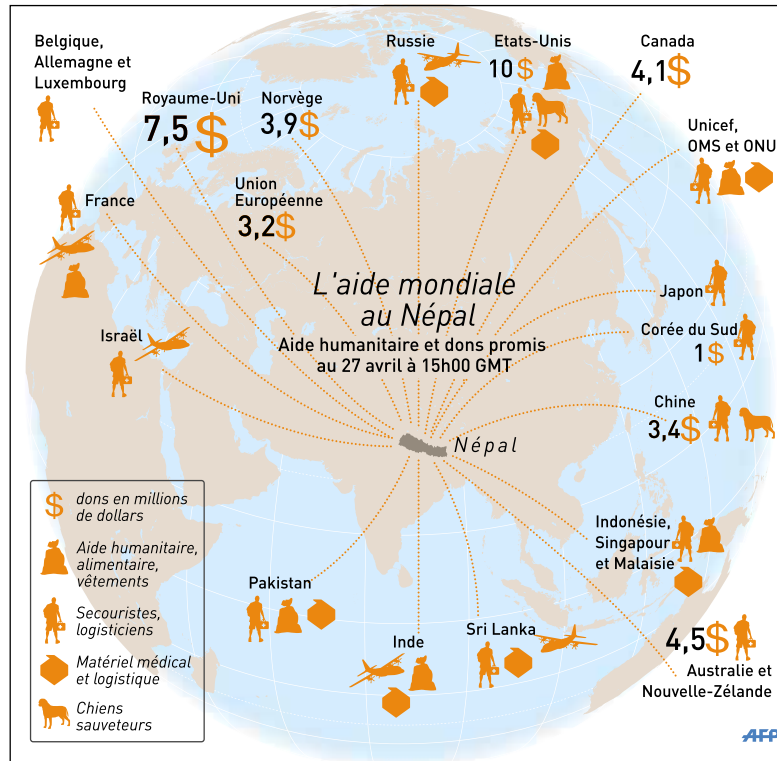 Belgique,
Allemagne et
Luxembourg
Royaume-Uni
7,5 $
Norvège
3,9 $
Russie
Etats-Unis
10 $
Canada
4,1 $
Unicef,
OMS et ONU
France
Union
Européenne
3,2 $
L'aide mondiale
au Népal
Aide humanitaire et dons promis
au 27 avril à 15h00 GMT
Israël
Japon
Corée du Sud
1 $
Chine
3,4 $
Népal
Indonésie,
Singapour
et Malaisie
Pakistan
Inde
Sri Lanka
4,5 $
Australie et
Nouvelle-Zélande
$ dons en millions
de dollars
Aide humanitaire,
alimentaire,
vêtements
Secouristes,
logisticiens
Matériel médical
et logistique
Chiens
sauveteurs
AFP